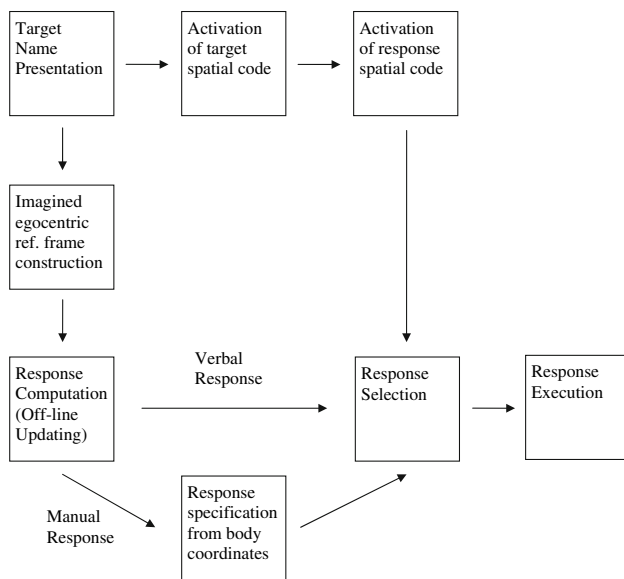 Target
Name
Presentation
Activation
of target
spatial code
Activation
of response
spatial code
Imagined
egocentric
ref. frame
construction
Response
Computation
(Off-line
Updating)
Verbal
Response
Response
Selection
Response
Execution
Manual
Response
Response
specification
from body
coordinates